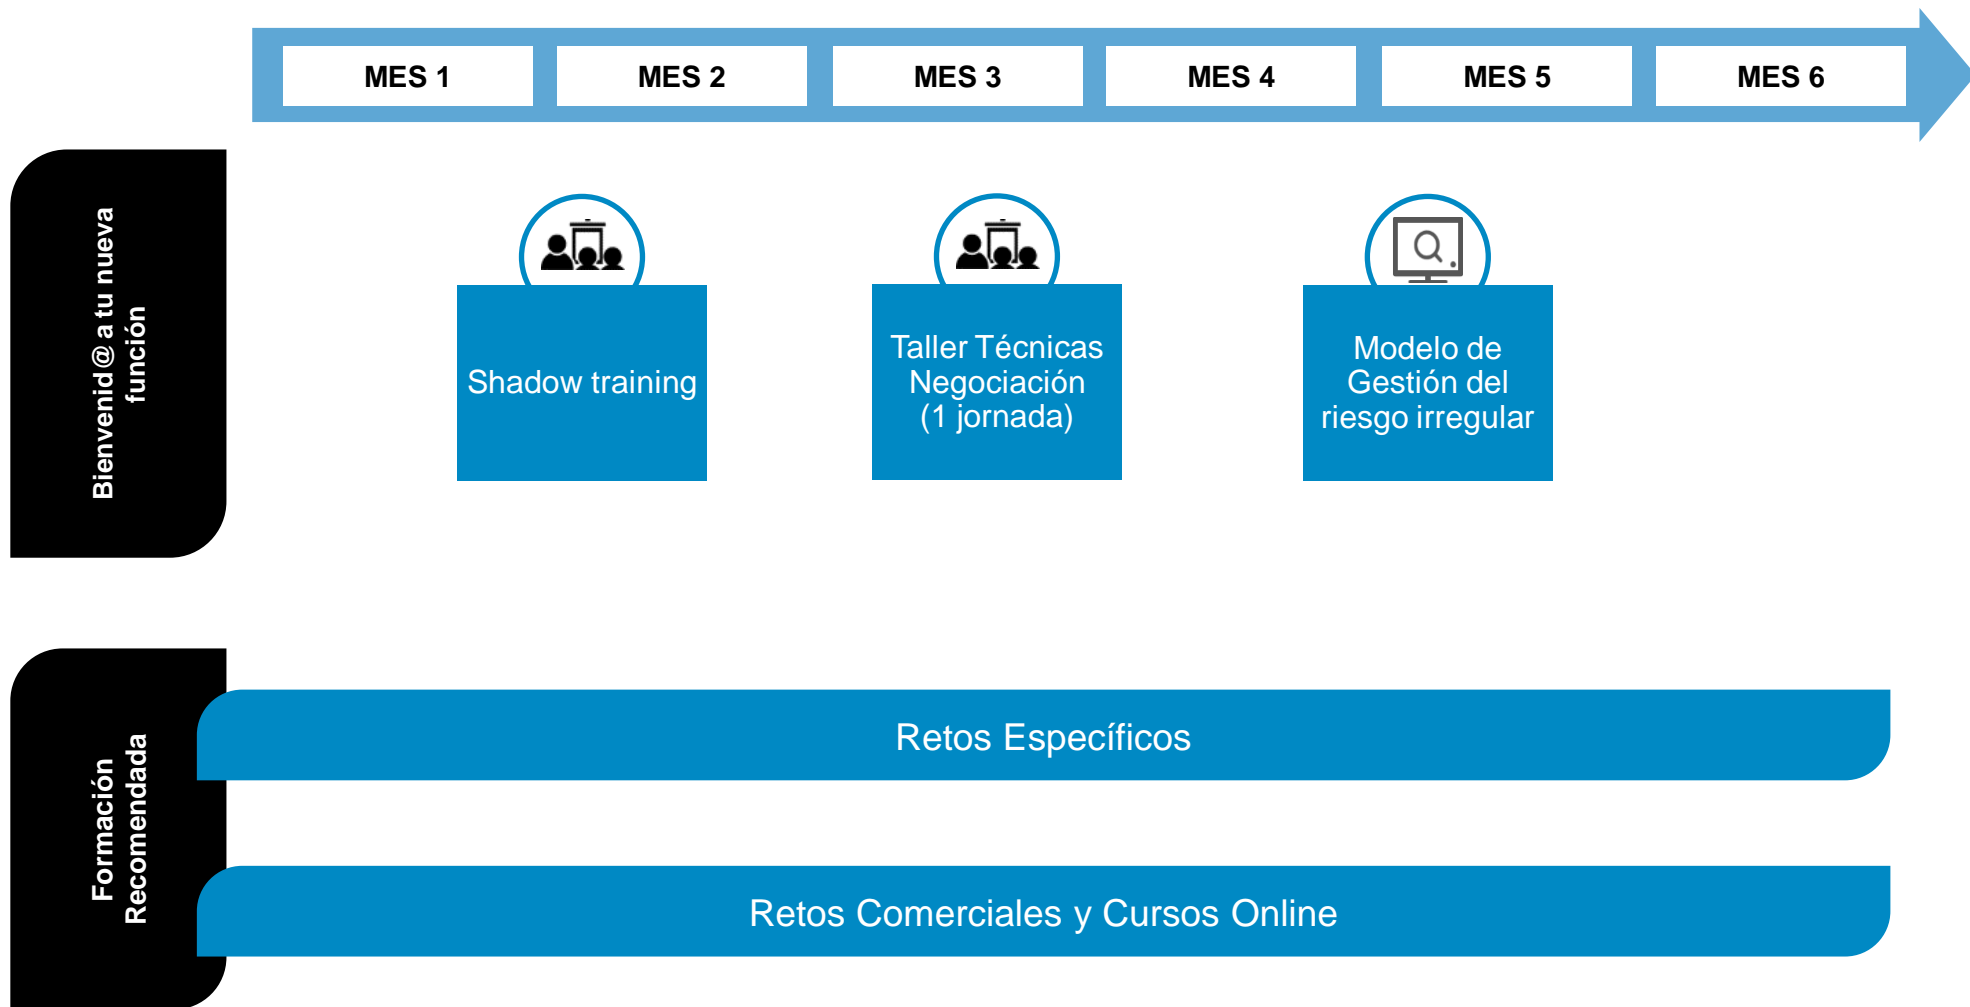 MES 1
MES 2
MES 3
MES 4
MES 5
MES 6
Bienvenid@ a tu nueva
función
Shadow training
Taller Técnicas
Negociación
(1 jornada)
Modelo de
Gestión del
riesgo irregular
Formación
Recomendada
Retos Específicos
Retos Comerciales y Cursos Online